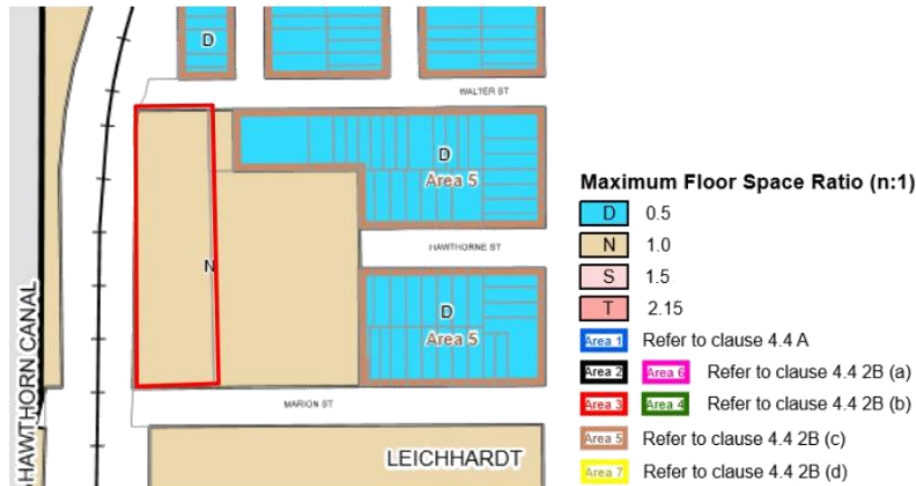 D
WALTER ST
D
Area 5
HAWTHORNE ST
N
D
Area 5
MARION ST
HAWTHORN CANAL
LEICHHARDT
Maximum Floor Space Ratio (n:1)
D 0.5
N 1.0
S 1.5
T 2.15
Area 1 Refer to clause 4.4 A
Area 2 Area 6 Refer to clause 4.4 2B (a)
Area 3 Area 4 Refer to clause 4.4 2B (b)
Area 5 Refer to clause 4.4 2B (c)
Area 7 Refer to clause 4.4 2B (d)